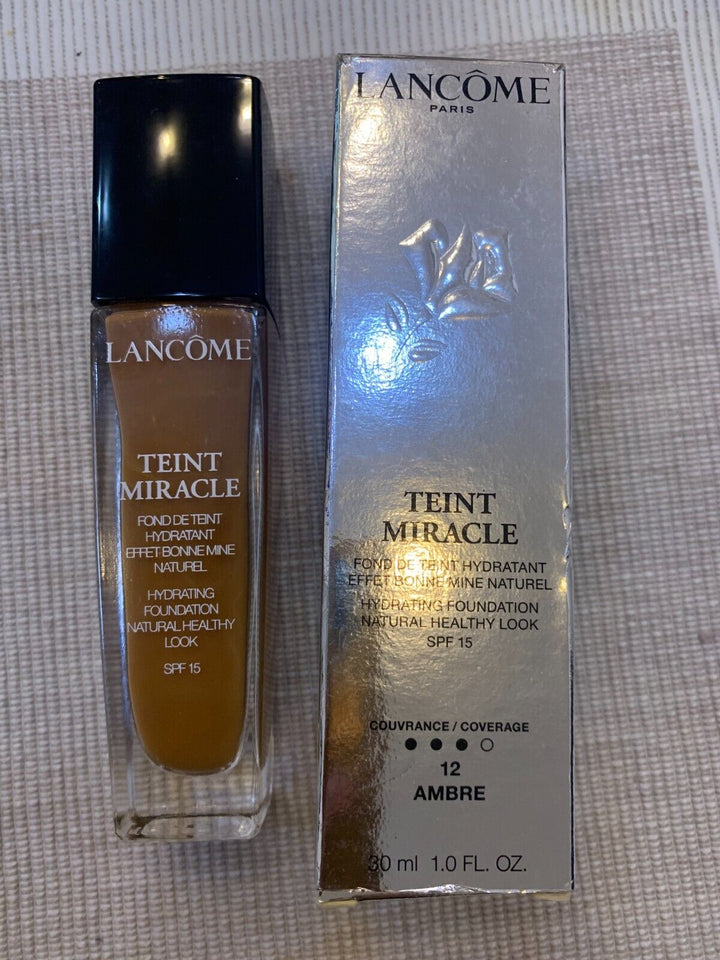 LANCÔME
TEINT
MIRACLE
FOND DE TEINT
HYDRATANT
EFFET BONNE MINE
NATUREL
HYDRATING
FOUNDATION
NATURAL HEALTHY
LOOK
SPF 15
LANCÔME
PARIS
TEINT
MIRACLE
FOND DE TEINT HYDRATANT
EFFET BONNE MINE NATUREL
HYDRATING FOUNDATION
NATURAL HEALTHY LOOK
SPF 15
COUVRANCE / COVERAGE
12
AMBRE
30 ml 1.0 FL. OZ.